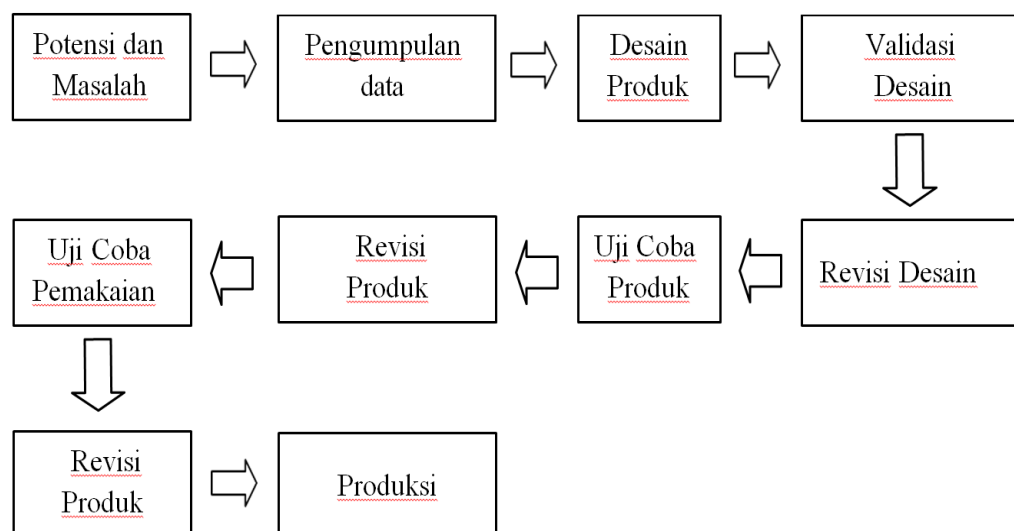 Potensi dan
Masalah
Pengumpulan
data
Desain
Produk
Validasi
Desain
Revisi Desain
Uji Coba
Produk
Revisi
Produk
Uji Coba
Pemakaian
Revisi
Produk
Produksi